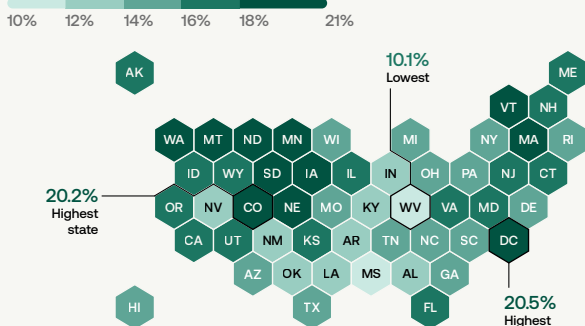 10% 12% 14% 16% 18% 21%
10.1%
Lowest
AK ME
VT NH
WA MT ND MN WI MI NY MA RI
ID WY SD IA IL IN OH PA NJ CT
20.2%
Highest
state
OR NV CO NE MO KY WV VA MD DE
CA UT NM KS AR TN NC SC DC
AZ OK LA MS AL GA
HI TX FL
20.5%
Highest